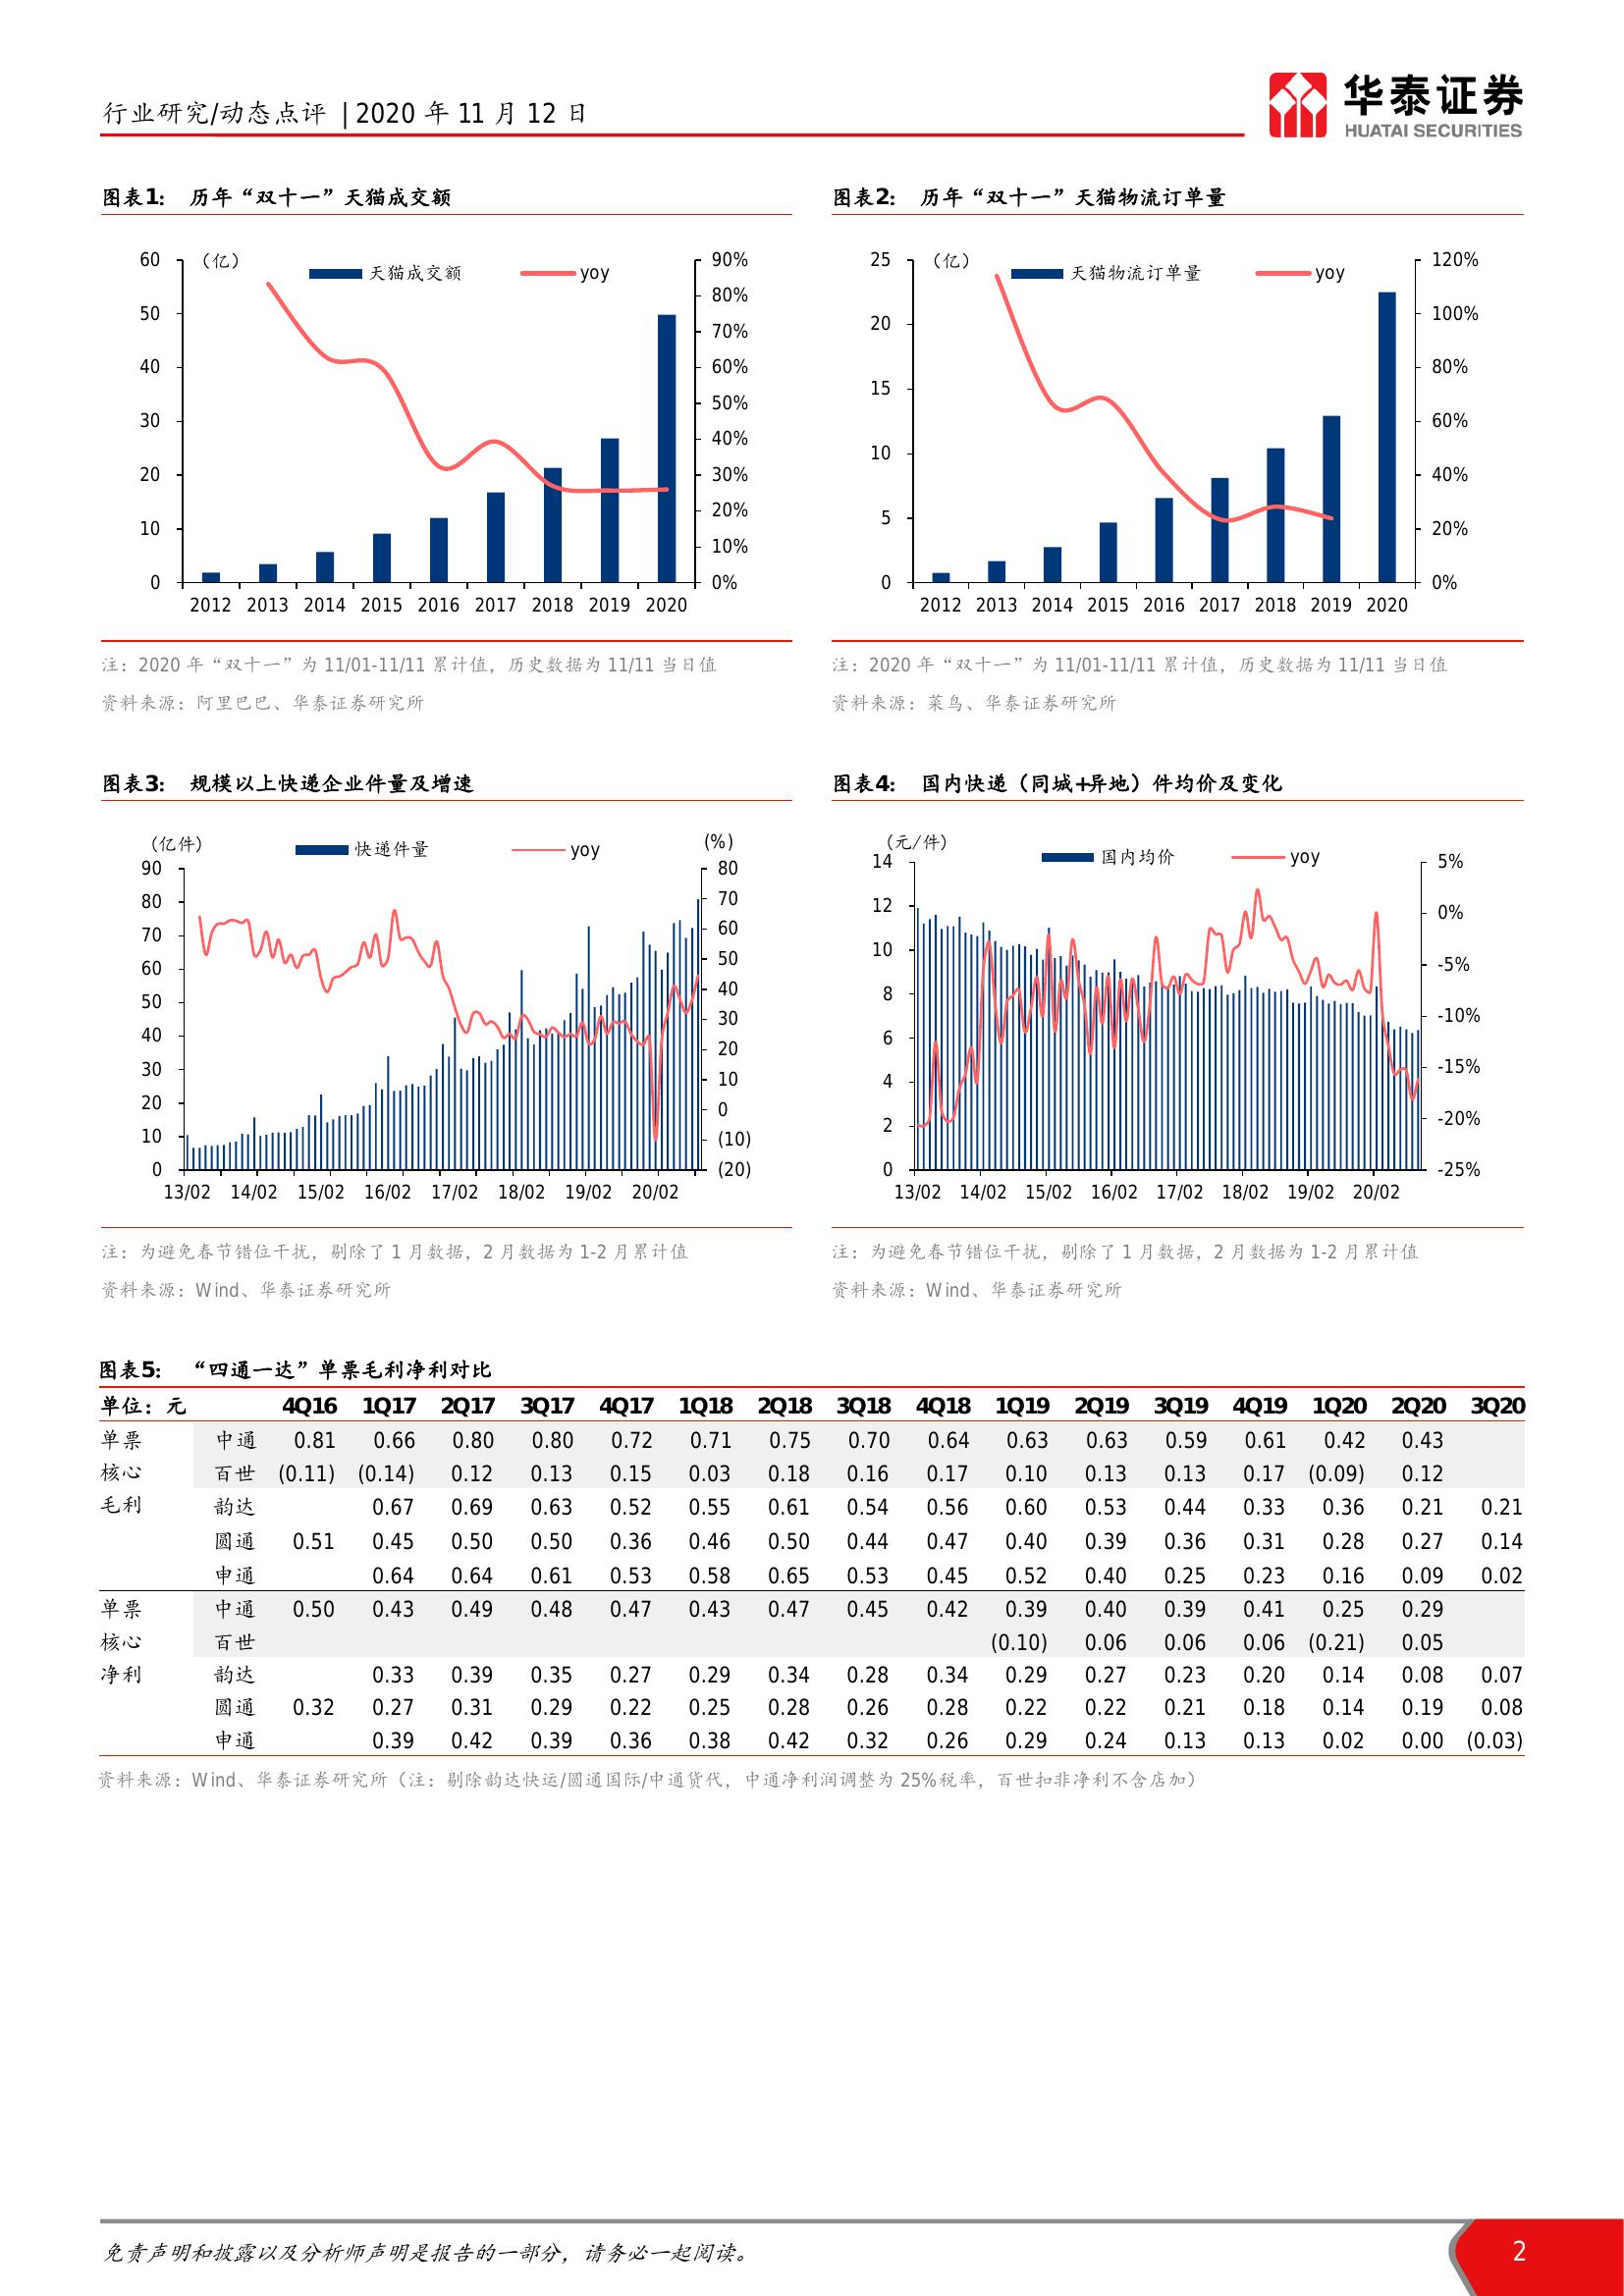 行业研究/动态点评 | 2020 年 11 月 12 日
华泰证券
HUATAI SECURITIES
图表1: 历年“双十一”天猫成交额
（亿）
天猫成交额
yoy
60
50
40
30
20
10
0
90%
80%
70%
60%
50%
40%
30%
20%
10%
0%
2012 2013 2014 2015 2016 2017 2018 2019 2020
注：2020 年“双十一”为 11/01-11/11 累计值，历史数据为 11/11 当日值
资料来源：阿里巴巴、华泰证券研究所
图表2: 历年“双十一”天猫物流订单量
（亿）
天猫物流订单量
yoy
25
20
15
10
5
0
120%
100%
80%
60%
40%
20%
0%
2012 2013 2014 2015 2016 2017 2018 2019 2020
注：2020 年“双十一”为 11/01-11/11 累计值，历史数据为 11/11 当日值
资料来源：菜鸟、华泰证券研究所
图表3: 规模以上快递企业件量及增速
（亿件）
快递件量
yoy
(%)
90
80
70
60
50
40
30
20
10
0
80
70
60
50
40
30
20
10
0
(10)
(20)
13/02 14/02 15/02 16/02 17/02 18/02 19/02 20/02
注：为避免春节错位干扰，剔除了 1 月数据，2 月数据为 1-2 月累计值
资料来源：Wind、华泰证券研究所
图表4: 国内快递（同城+异地）件均价及变化
（元/件）
国内均价
yoy
14
12
10
8
6
4
2
0
5%
0%
-5%
-10%
-15%
-20%
-25%
13/02 14/02 15/02 16/02 17/02 18/02 19/02 20/02
注：为避免春节错位干扰，剔除了 1 月数据，2 月数据为 1-2 月累计值
资料来源：Wind、华泰证券研究所
图表5: “四通一达”单票毛利净利对比
单位：元 4Q16 1Q17 2Q17 3Q17 4Q17 1Q18 2Q18 3Q18 4Q18 1Q19 2Q19 3Q19 4Q19 1Q20 2Q20 3Q20
单票 中通 0.81 0.66 0.80 0.80 0.72 0.71 0.75 0.70 0.64 0.63 0.63 0.59 0.61 0.42 0.43
核心 百世 (0.11) (0.14) 0.12 0.13 0.15 0.03 0.18 0.16 0.17 0.10 0.13 0.13 0.17 (0.09) 0.12
毛利 韵达 0.67 0.69 0.63 0.52 0.55 0.61 0.54 0.56 0.60 0.53 0.44 0.33 0.36 0.21 0.21
圆通 0.51 0.45 0.50 0.50 0.36 0.46 0.50 0.44 0.47 0.40 0.39 0.36 0.31 0.28 0.27 0.14
申通 0.64 0.64 0.61 0.53 0.58 0.65 0.53 0.45 0.52 0.40 0.25 0.23 0.16 0.09 0.02
单票 中通 0.50 0.43 0.49 0.48 0.47 0.43 0.47 0.45 0.42 0.39 0.40 0.39 0.41 0.25 0.29
核心 百世 (0.10) 0.06 0.06 0.06 (0.21) 0.05
净利 韵达 0.33 0.39 0.35 0.27 0.29 0.34 0.28 0.34 0.29 0.27 0.23 0.20 0.14 0.08 0.07
圆通 0.32 0.27 0.31 0.29 0.22 0.25 0.28 0.26 0.28 0.22 0.22 0.21 0.18 0.14 0.19 0.08
申通 0.39 0.42 0.39 0.36 0.38 0.42 0.32 0.26 0.29 0.24 0.13 0.13 0.02 0.00 (0.03)
资料来源：Wind、华泰证券研究所（注：剔除韵达快运/圆通国际/中通货代，中通净利润调整为 25%税率，百世扣非净利不含店加）
免责声明和披露以及分析师声明是报告的一部分，请务必一起阅读。
2